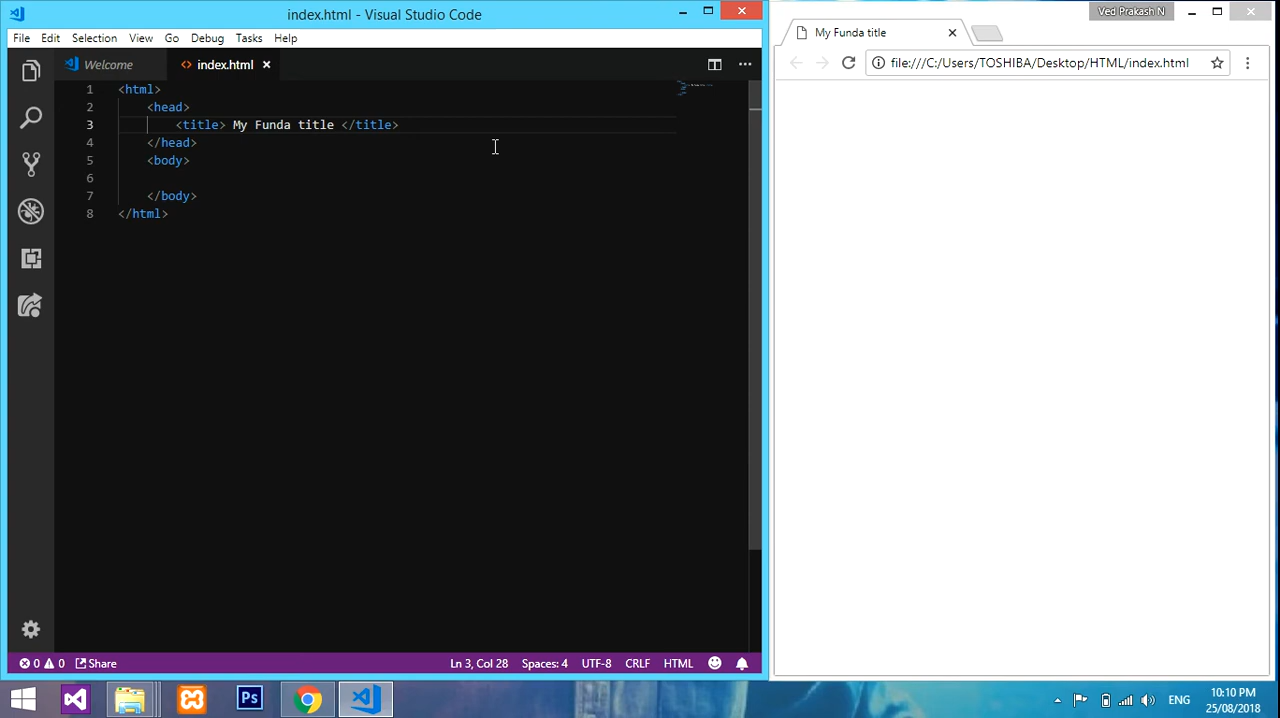 index.html - Visual Studio Code
File Edit Selection View Go Debug Tasks Help
Welcome index.html
1 <html>
2 <head>
3 <title> My Funda title </title>
4 </head>
5 <body>
6
7 </body>
8 </html>
0 0 Share Ln 3, Col 28 Spaces: 4 UTF-8 CRLF HTML
Ved Prakash N
My Funda title
file:///C:/Users/TOSHIBA/Desktop/HTML/index.html
Ps
ENG
10:10 PM
25/08/2018